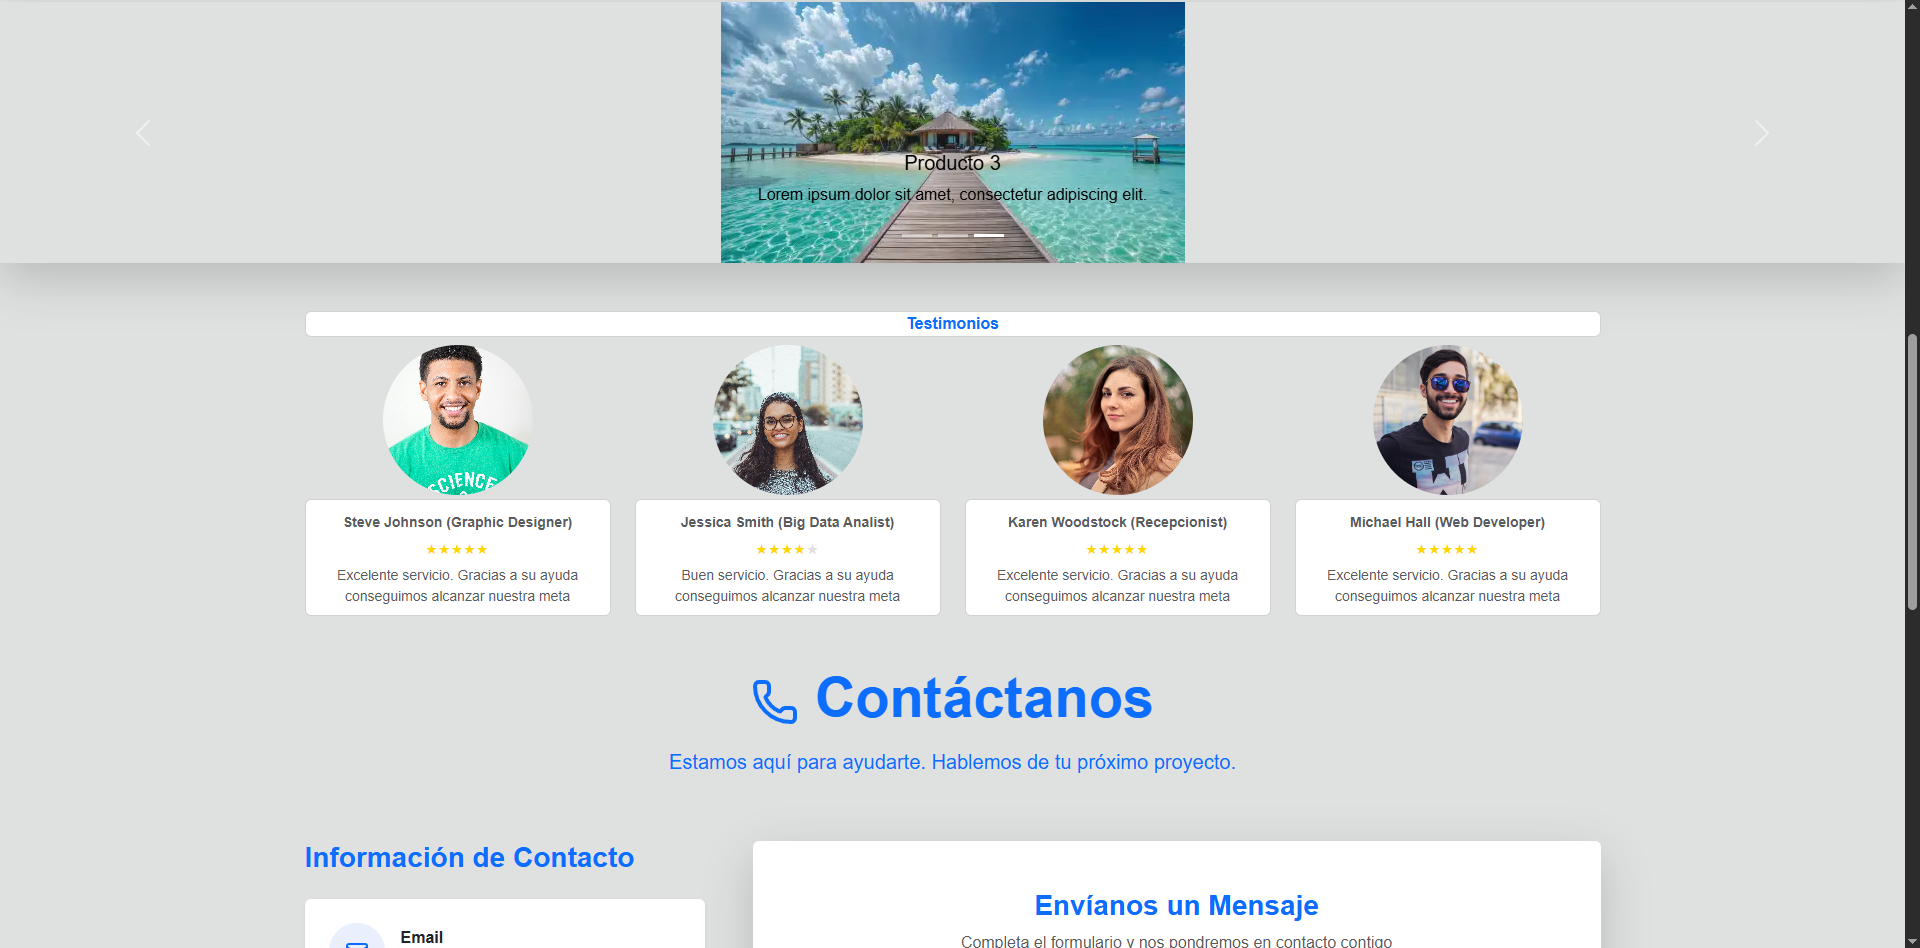 Producto 3
Lorem ipsum dolor sit amet, consectetur adipiscing elit.
Testimonios
SCIENCE
Steve Johnson (Graphic Designer)
★★★★★
Excelente servicio. Gracias a su ayuda
conseguimos alcanzar nuestra meta
Jessica Smith (Big Data Analist)
★★★★★
Buen servicio. Gracias a su ayuda
conseguimos alcanzar nuestra meta
Karen Woodstock (Recepcionist)
★★★★★
Excelente servicio. Gracias a su ayuda
conseguimos alcanzar nuestra meta
Michael Hall (Web Developer)
★★★★★
Excelente servicio. Gracias a su ayuda
conseguimos alcanzar nuestra meta
Contáctanos
Estamos aquí para ayudarte. Hablemos de tu próximo proyecto.
Información de Contacto
Email
Envíanos un Mensaje
Completa el formulario y nos pondremos en contacto contigo